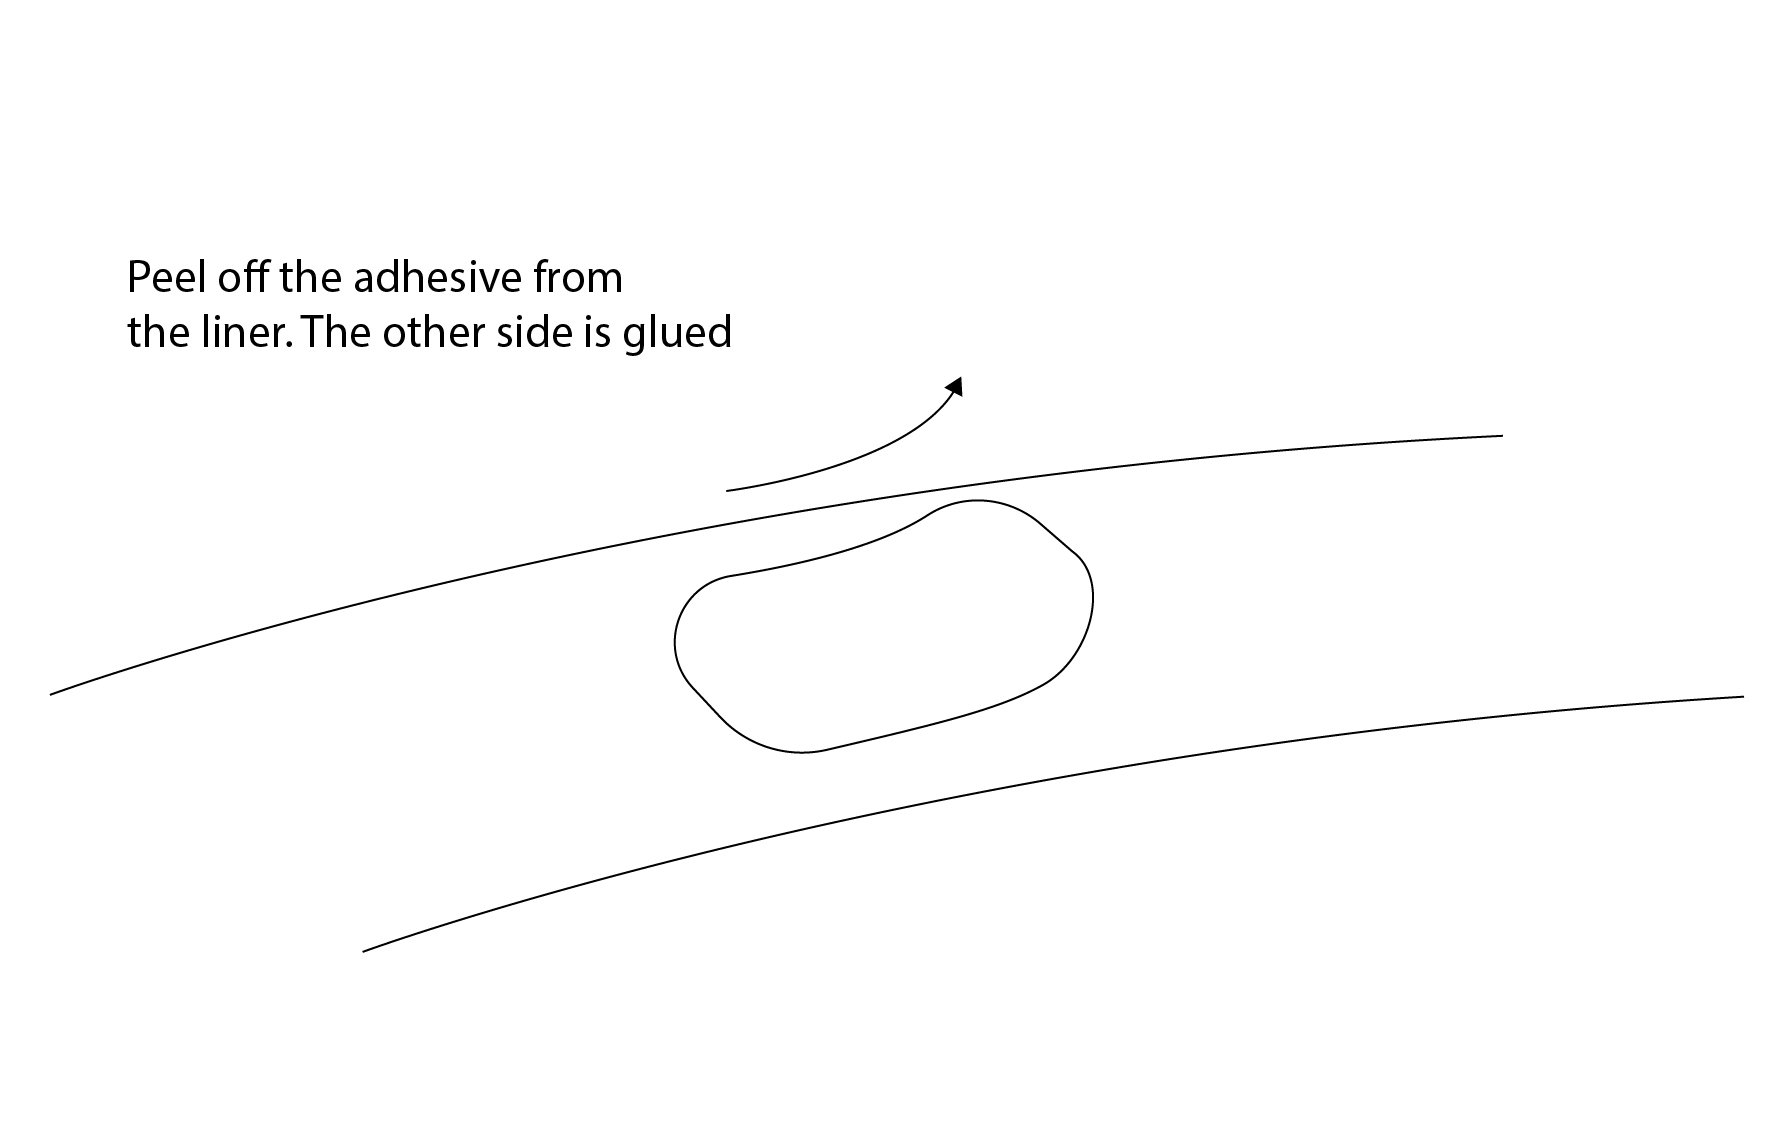 Peel off the adhesive from
the liner. The other side is glued